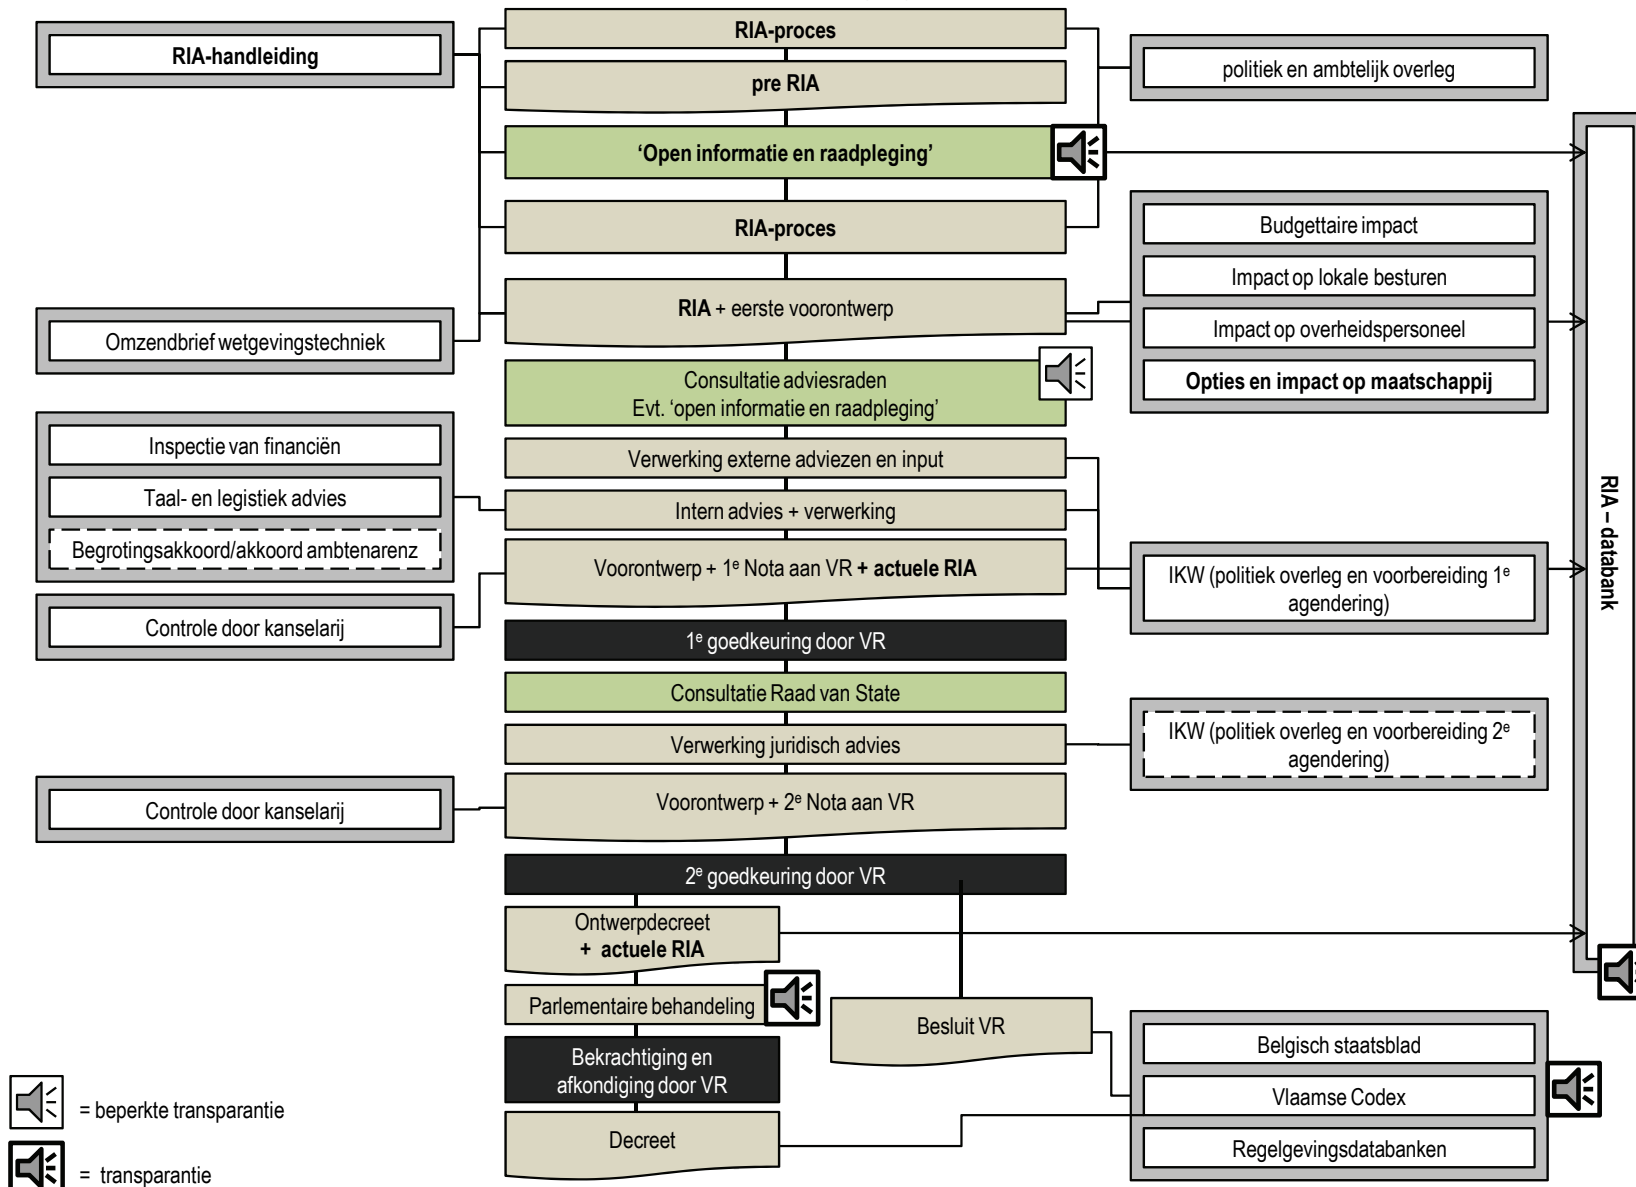 RIA-handleiding
RIA-proces
politiek en ambtelijk overleg
pre RIA
‘Open informatie en raadpleging’
RIA-proces
Budgettaire impact
Impact op lokale besturen
RIA + eerste voorontwerp
Impact op overheidspersoneel
Omzendbrief wetgevingstechniek
Opties en impact op maatschappij
Consultatie adviesraden
Evt. ‘open informatie en raadpleging’
Inspectie van financiën
Verwerking externe adviezen en input
Taal- en legistiek advies
Intern advies + verwerking
Begrotingsakkoord/akkoord ambtenarenz
Voorontwerp + 1e Nota aan VR + actuele RIA
IKW (politiek overleg en voorbereiding 1e
agendering)
RIA – databank
Controle door kanselarij
1e goedkeuring door VR
Consultatie Raad van State
Verwerking juridisch advies
IKW (politiek overleg en voorbereiding 2e
agendering)
Controle door kanselarij
Voorontwerp + 2e Nota aan VR
2e goedkeuring door VR
Ontwerpdecreet
+ actuele RIA
Parlementaire behandeling
Besluit VR
Bekrachtiging en
afkondiging door VR
Decreet
Belgisch staatsblad
Vlaamse Codex
Regelgevingsdatabanken
= beperkte transparantie
= transparantie